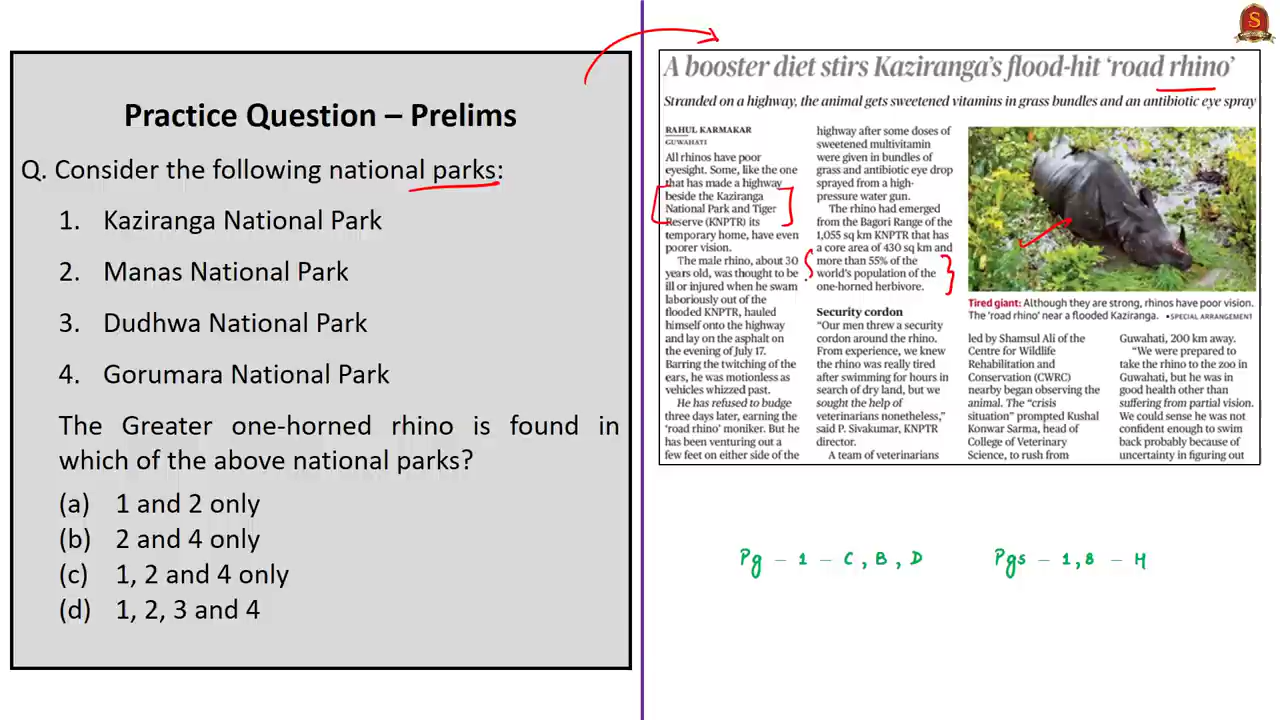 Practice Question – Prelims
Q. Consider the following national parks:
1. Kaziranga National Park
2. Manas National Park
3. Dudhwa National Park
4. Gorumara National Park
The Greater one-horned rhino is found in
which of the above national parks?
(a) 1 and 2 only
(b) 2 and 4 only
(c) 1, 2 and 4 only
(d) 1, 2, 3 and 4
S
A booster diet stirs Kaziranga's flood-hit 'road rhino'
Stranded on a highway, the animal gets sweetened vitamins in grass bundles and an antibiotic eye spray
RAHUL KARMAKAR
GUWAHATI
All rhinos have poor
eyesight. Some, like the one
that has made a highway
beside the Kaziranga
National Park and Tiger
Reserve (KNPTR) its
temporary home, have even
poorer vision.
The male rhino, about 30
years old, was thought to be
ill or injured when he swam
laboriously out of the
flooded KNPTR, hauled
himself onto the highway
and lay on the asphalt on
the evening of July 17.
Barring the twitching of the
ears, he was motionless as
vehicles whizzed past.
He has refused to budge
three days later, earning the
'road rhino' moniker. But he
has been venturing out a
few feet on either side of the
highway after some doses of
sweetened multivitamin
were given in bundles of
grass and antibiotic eye drop
sprayed from a high-
pressure water gun.
The rhino had emerged
from the Bagori Range of the
1,055 sq km KNPTR that has
a core area of 430 sq km and
more than 55% of the
world's population of the
one-horned herbivore.
Security cordon
"Our men threw a security
cordon around the rhino.
From experience, we knew
the rhino was really tired
after swimming for hours in
search of dry land, but we
sought the help of
veterinarians nonetheless,"
said P. Sivakumar, KNPTR
director.
A team of veterinarians
Tired giant: Although they are strong, rhinos have poor vision.
The 'road rhino' near a flooded Kaziranga. •SPECIAL ARRANGEMENT
led by Shamsul Ali of the
Centre for Wildlife
Rehabilitation and
Conservation (CWRC)
nearby began observing the
animal. The "crisis
situation" prompted Kushal
Konwar Sarma, head of
College of Veterinary
Science, to rush from
Guwahati, 200 km away.
"We were prepared to
take the rhino to the zoo in
Guwahati, but he was in
good health other than
suffering from partial vision.
We could sense he was not
confident enough to swim
back probably because of
uncertainty in figuring out
Pg – 1 – C, B, D
Pgs – 1, 8 – H